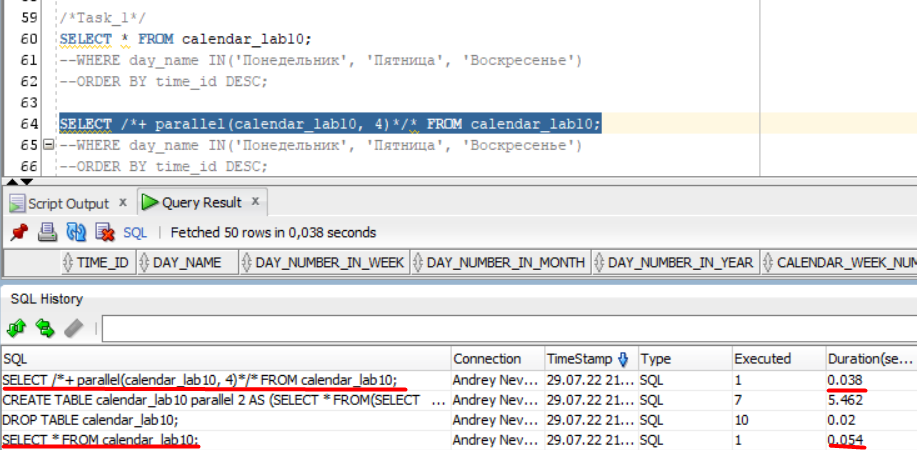 59 /*Task_1*/
60 SELECT * FROM calendar_lab10;
61 --WHERE day_name IN('Понедельник', 'Пятница', 'Воскресенье')
62 --ORDER BY time_id DESC;
63
64 SELECT /*+ parallel(calendar_lab10, 4)*/* FROM calendar_lab10;
65 --WHERE day_name IN('Понедельник', 'Пятница', 'Воскресенье')
66 --ORDER BY time_id DESC;
Script Output x Query Result x
SQL | Fetched 50 rows in 0,038 seconds
TIME_ID DAY_NAME DAY_NUMBER_IN_WEEK DAY_NUMBER_IN_MONTH DAY_NUMBER_IN_YEAR CALENDAR_WEEK_NUM
SQL History
SQL Connection TimeStamp Type Executed Duration(se...
SELECT /*+ parallel(calendar_lab10, 4)*/* FROM calendar_lab10; Andrey Nev... 29.07.22 21... SQL 1 0.038
CREATE TABLE calendar_lab10 parallel 2 AS (SELECT * FROM(SELECT ... Andrey Nev... 29.07.22 21... SQL 7 5.462
DROP TABLE calendar_lab10; Andrey Nev... 29.07.22 21... SQL 10 0.02
SELECT * FROM calendar_lab10; Andrey Nev... 29.07.22 21... SQL 1 0.054